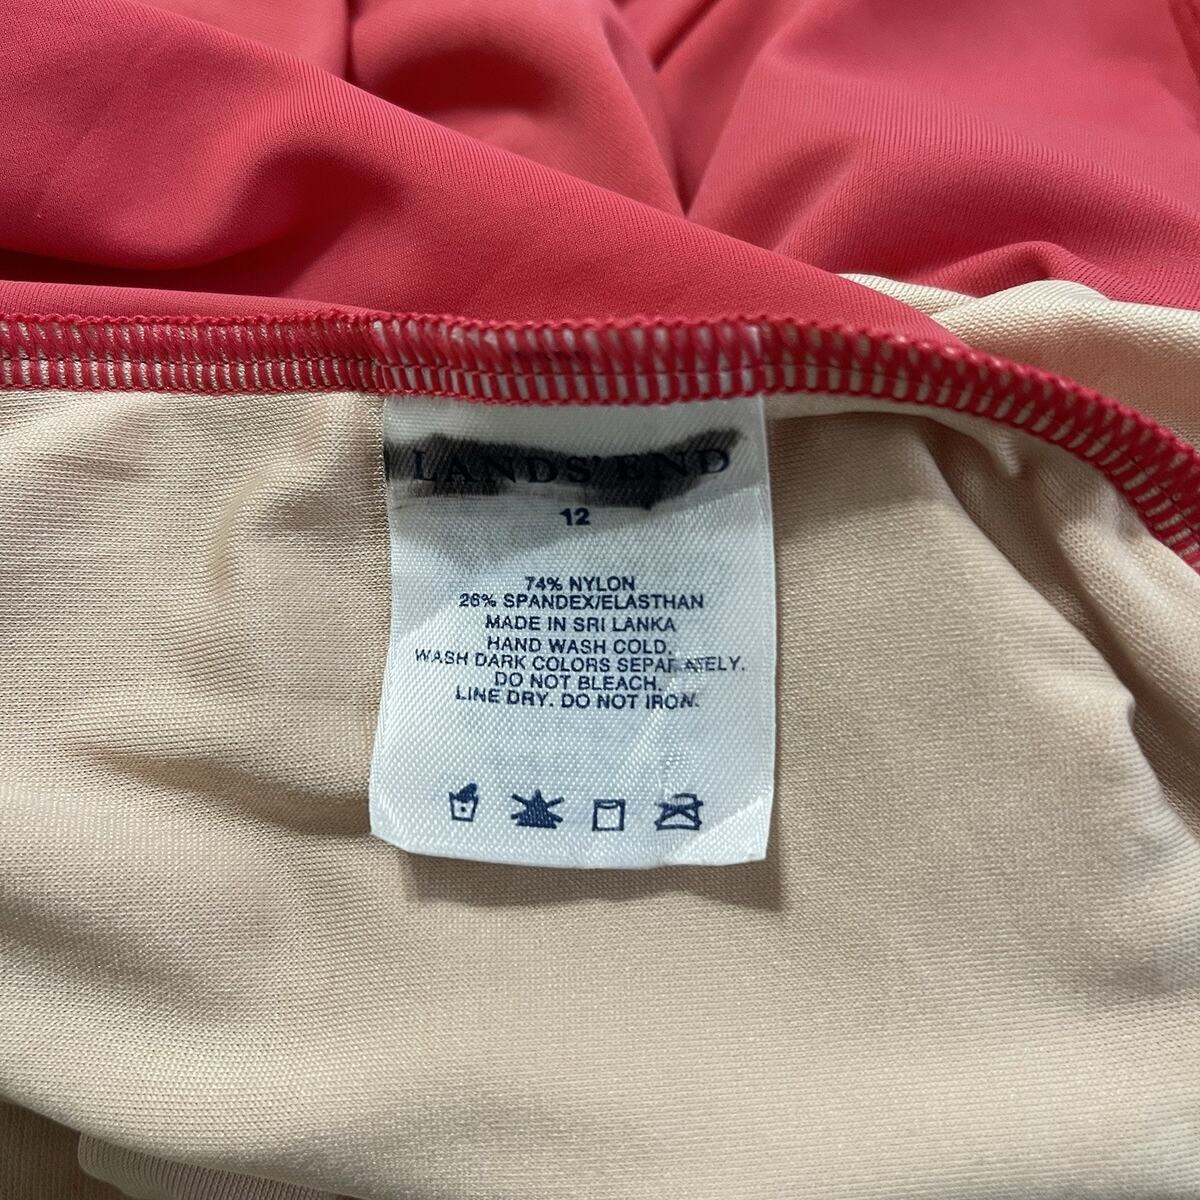 LANDS' END
12
74% NYLON
26% SPANDEX/ELASTHAN
MADE IN SRI LANKA
HAND WASH COLD.
WASH DARK COLORS SEPARATELY.
DO NOT BLEACH.
LINE DRY. DO NOT IRON.